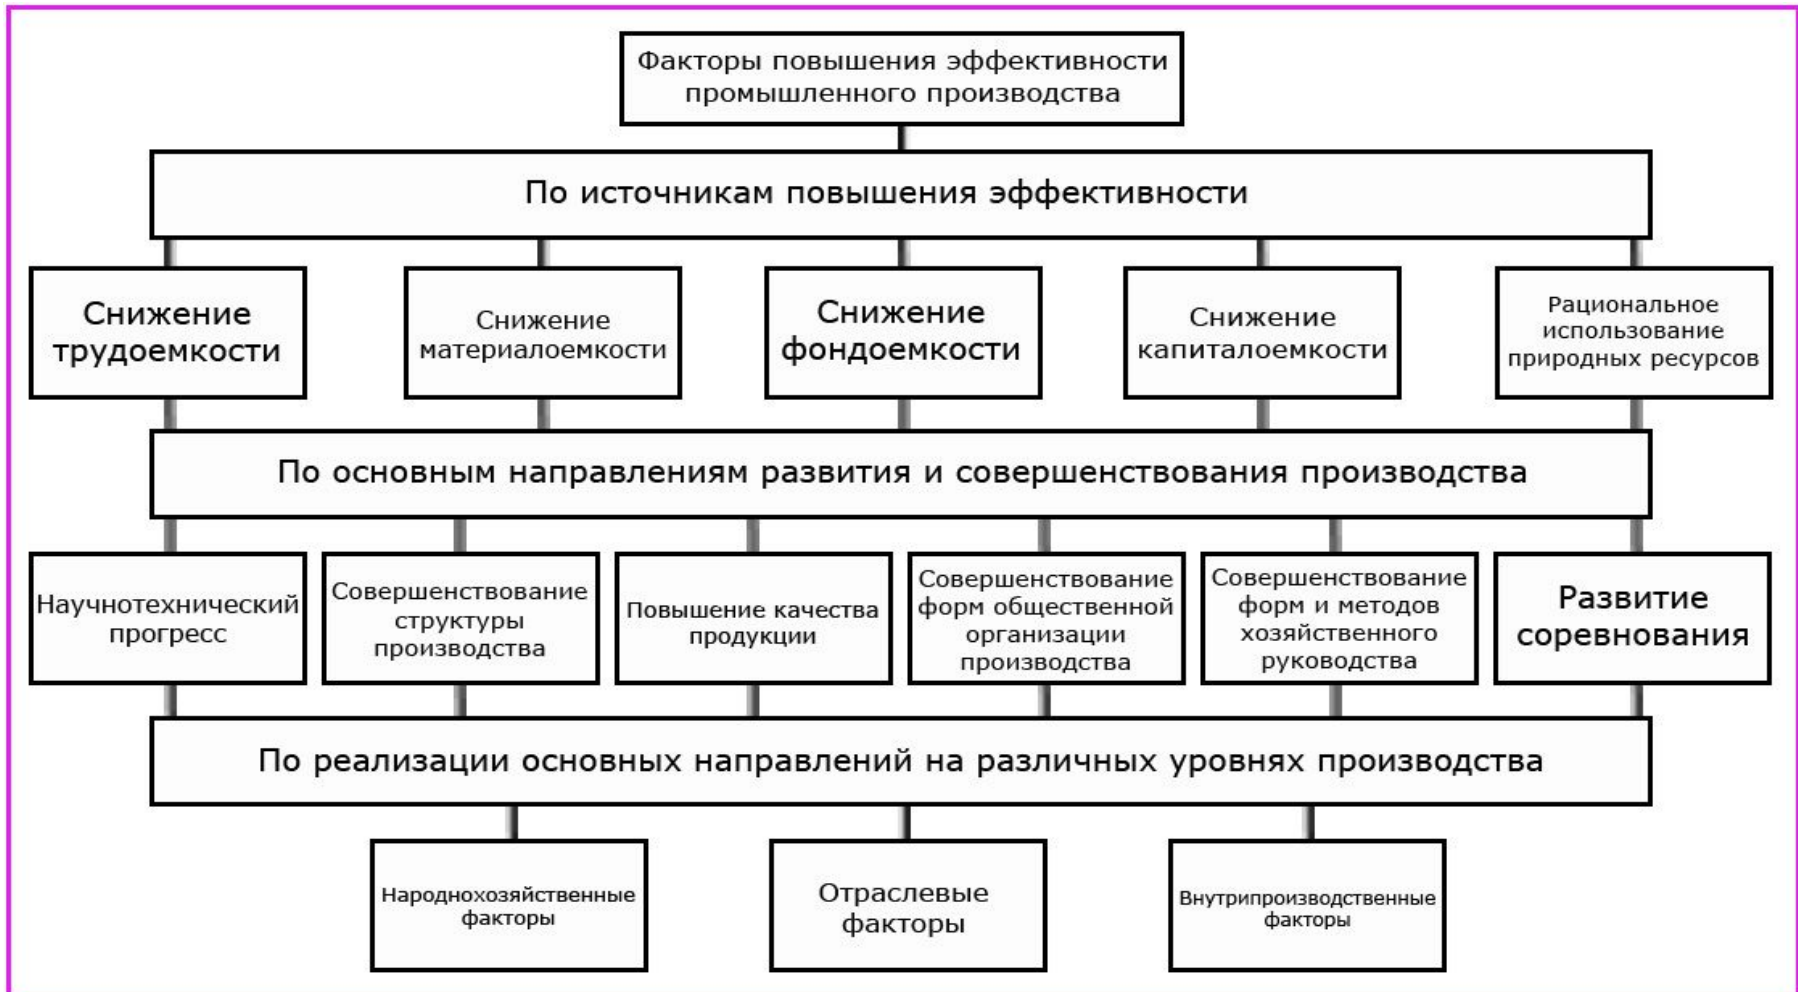 Факторы повышения эффективности
промышленного производства
По источникам повышения эффективности
Снижение
трудоемкости
Снижение
материалоемкости
Снижение
фондоемкости
Снижение
капиталоемкости
Рациональное
использование
природных ресурсов
По основным направлениям развития и совершенствования производства
Научнотехнический
прогресс
Совершенствование
структуры
производства
Повышение качества
продукции
Совершенствование
форм общественной
организации
производства
Совершенствование
форм и методов
хозяйственного
руководства
Развитие
соревнования
По реализации основных направлений на различных уровнях производства
Народнохозяйственные
факторы
Отраслевые
факторы
Внутрипроизводственные
факторы